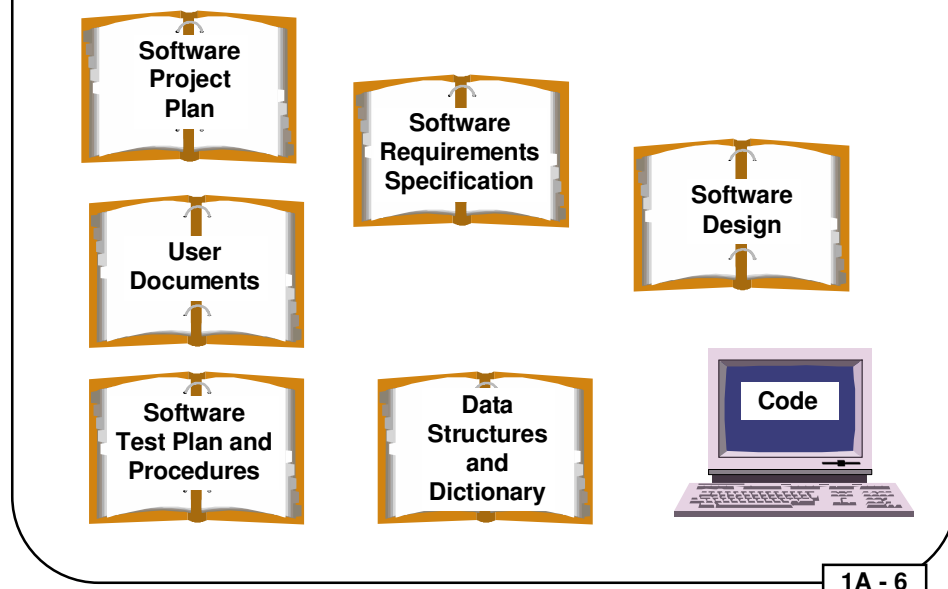 Software
Project
Plan
Software
Requirements
Specification
Software
Design
User
Documents
Software
Test Plan and
Procedures
Data
Structures
and
Dictionary
Code
1A - 6